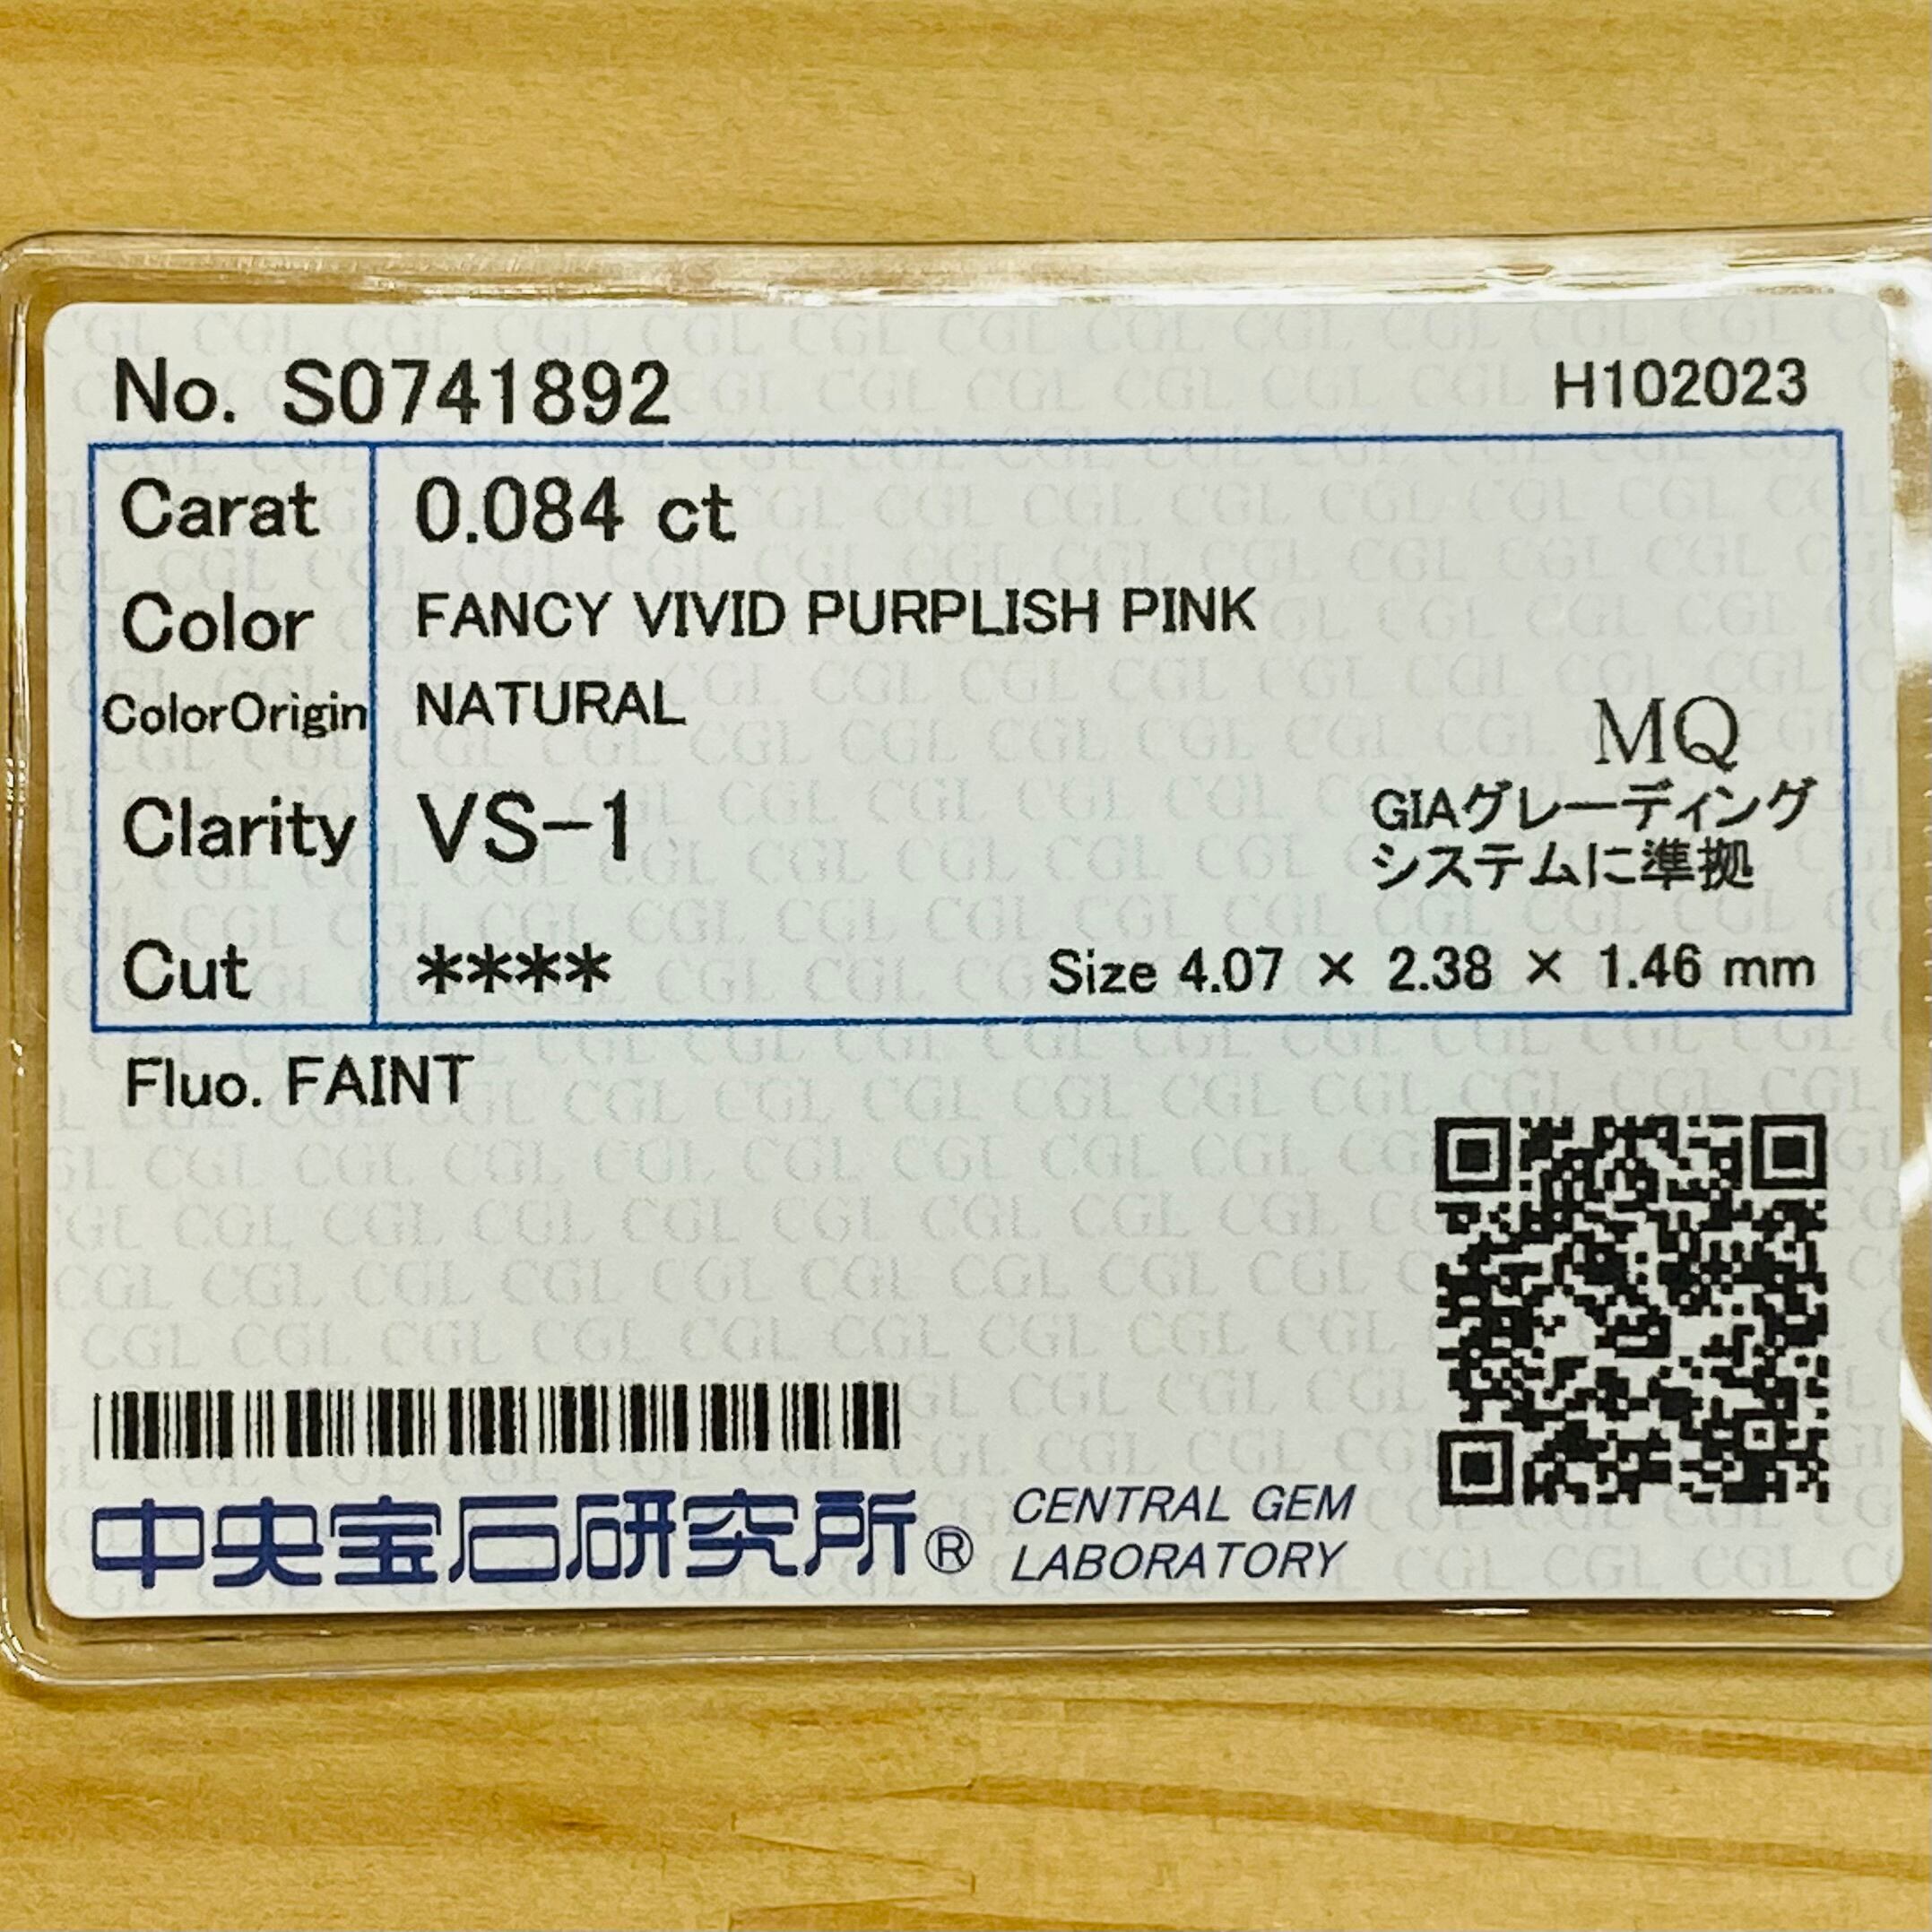 No. S0741892 H102023
Carat 0.084 ct
Color FANCY VIVID PURPLISH PINK
ColorOrigin NATURAL
MQ
Clarity VS-1
GIAグレーディング
システムに準拠
Cut **** Size 4.07 × 2.38 × 1.46 mm
Fluo. FAINT
中央宝石研究所® CENTRAL GEM
LABORATORY